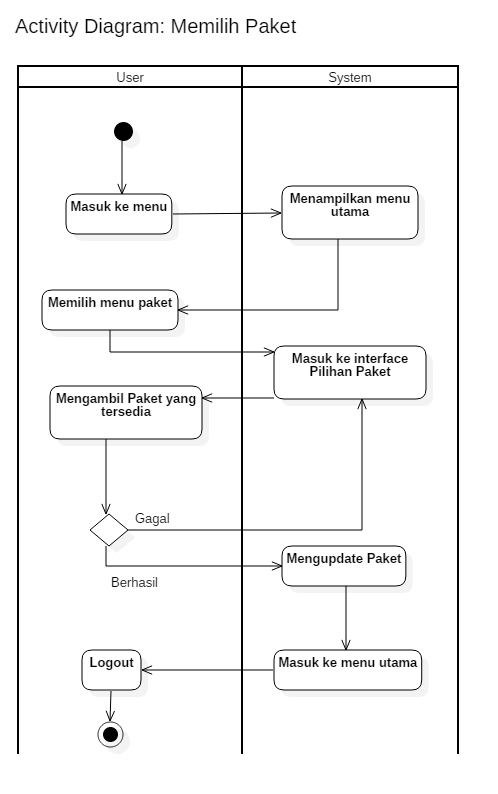 Activity Diagram: Memilih Paket
User
System
Masuk ke menu
Menampilkan menu
utama
Memilih menu paket
Masuk ke interface
Pilihan Paket
Mengambil Paket yang
tersedia
Gagal
Mengupdate Paket
Berhasil
Logout
Masuk ke menu utama